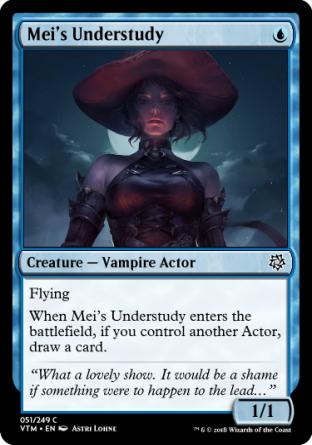 Mei's Understudy
Creature — Vampire Actor
Flying
When Mei's Understudy enters the
battlefield, if you control another Actor,
draw a card.
"What a lovely show. It would be a shame
if something were to happen to the lead…"
1/1
051/249 C
VTM • EN Astri Lohne
™ & © 2018 Wizards of the Coast